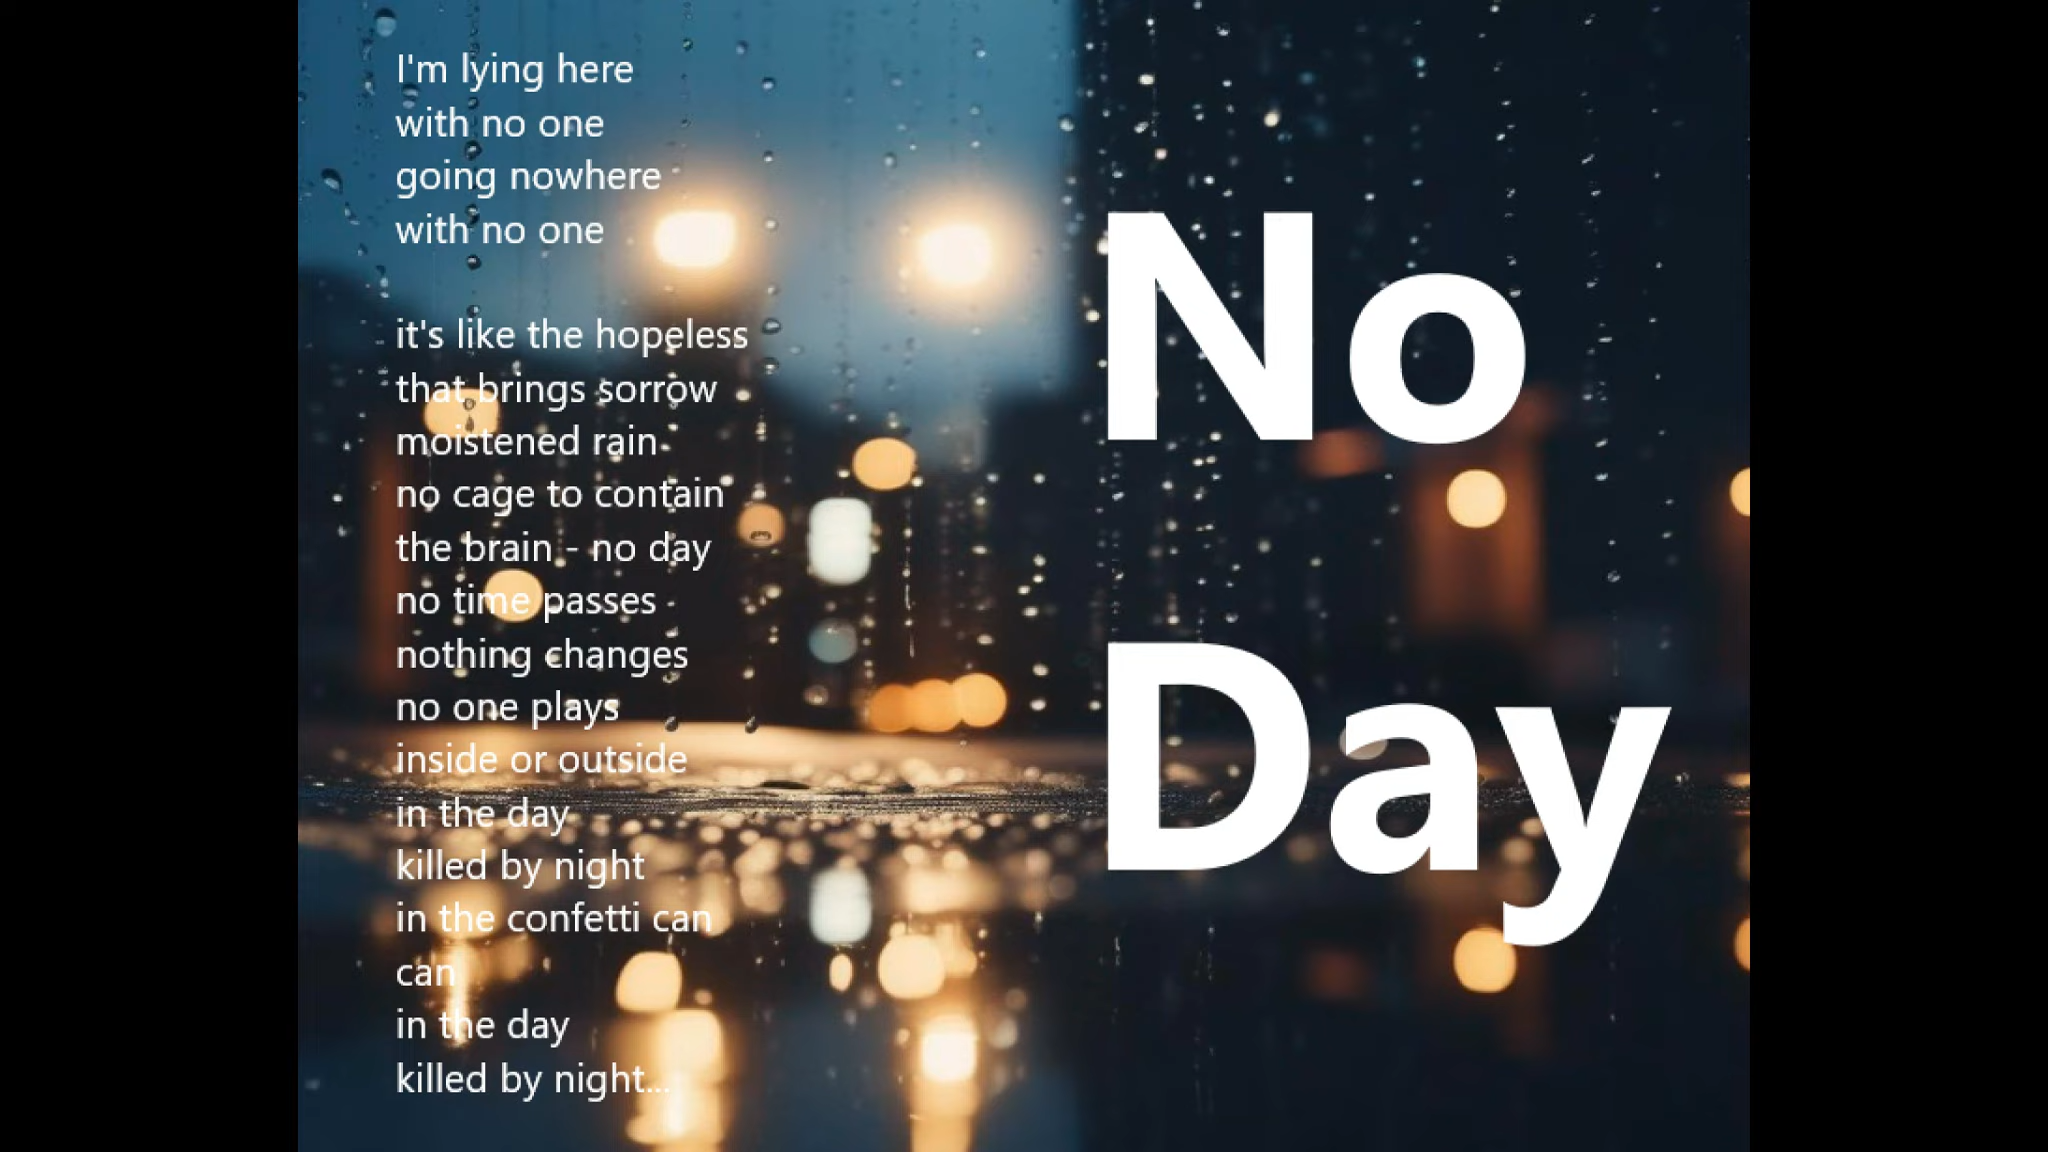 I'm lying here
with no one
going nowhere
with no one
it's like the hopeless
that brings sorrow
moistened rain
no cage to contain
the brain - no day
no time passes
nothing changes
no one plays
inside or outside
in the day
killed by night
in the confetti can
can
in the day
killed by night...
No
Day